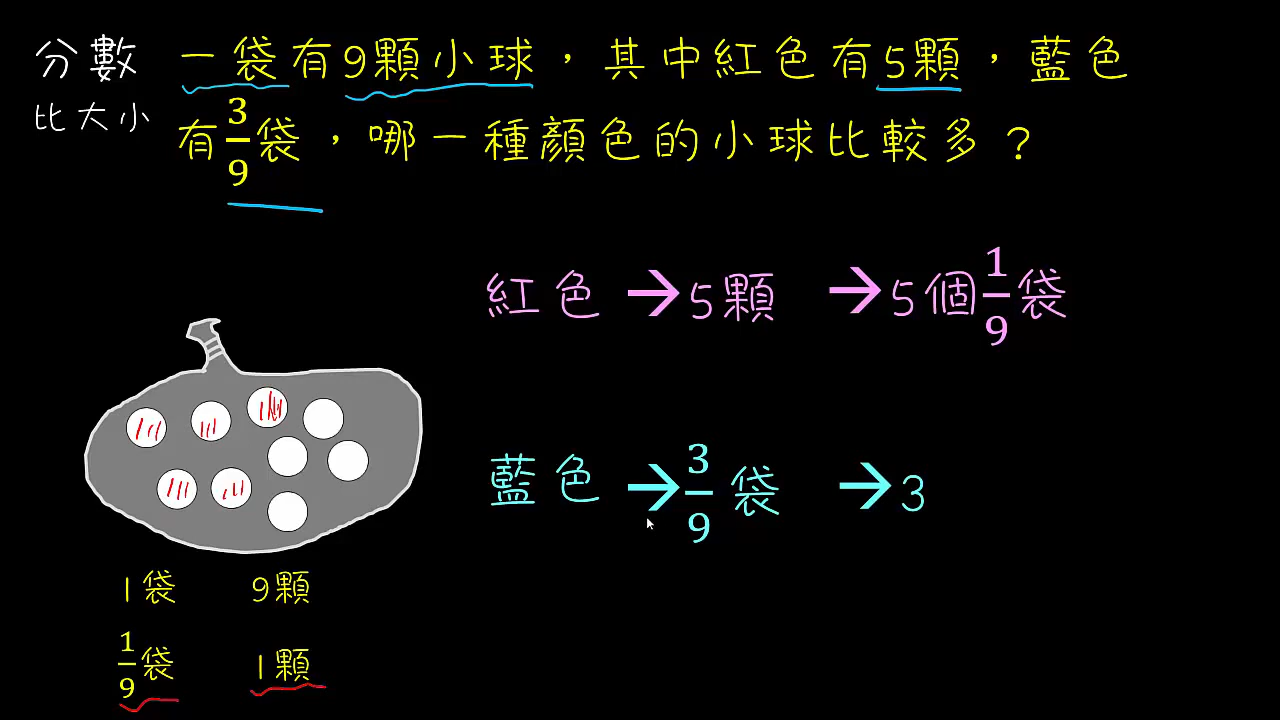 分數 一袋有9顆小球，其中紅色有5顆，藍色
比大小 有3/9袋，哪一種顏色的小球比較多？
紅色 →5顆 →5個1/9袋
藍色 →3/9袋 →3
1袋 9顆
1/9袋 1顆